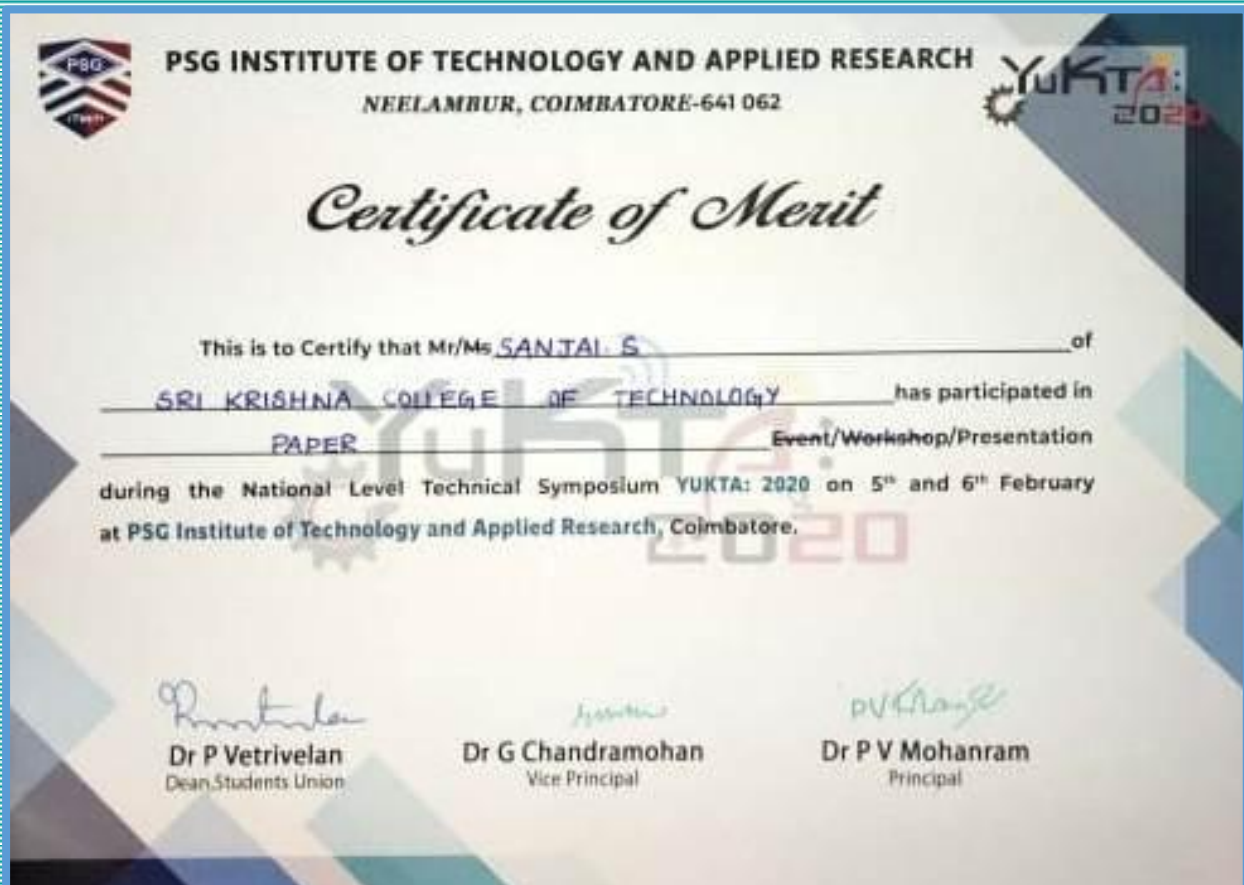 PSG
PSG INSTITUTE OF TECHNOLOGY AND APPLIED RESEARCH
NEELAMBUR, COIMBATORE-641 062
YuKTA:
2020
Certificate of Merit
This is to Certify that Mr/Ms SANJAI S of
SRI KRISHNA COLLEGE OF TECHNOLOGY has participated in
PAPER Event/Workshop/Presentation
during the National Level Technical Symposium YUKTA: 2020 on 5th and 6th February
at PSG Institute of Technology and Applied Research, Coimbatore.
YuKTA:
2020
Dr P Vetrivelan
Dean,Students Union
Dr G Chandramohan
Vice Principal
Dr P V Mohanram
Principal